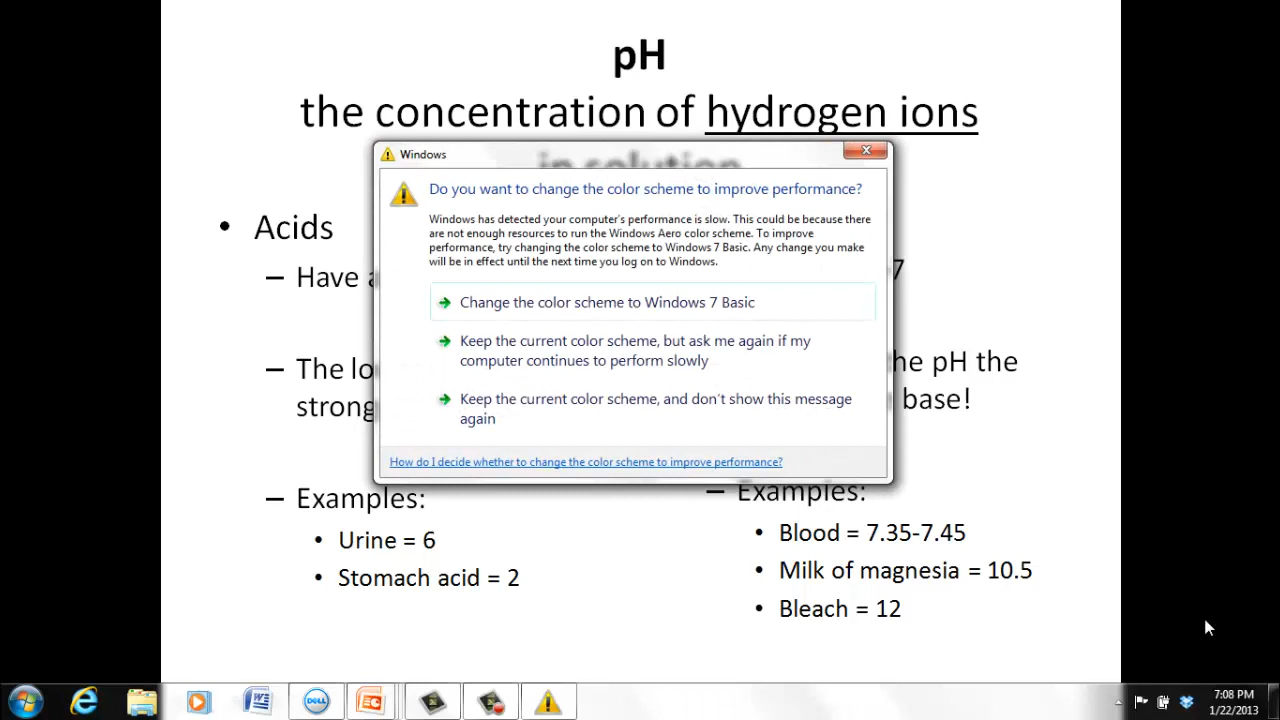 pH
the concentration of hydrogen ions
in solution
Windows
Do you want to change the color scheme to improve performance?
Windows has detected your computer's performance is slow. This could be because there
are not enough resources to run the Windows Aero color scheme. To improve
performance, try changing the color scheme to Windows 7 Basic. Any change you make
will be in effect until the next time you log on to Windows.
Change the color scheme to Windows 7 Basic
Keep the current color scheme, but ask me again if my
computer continues to perform slowly
Keep the current color scheme, and don't show this message
again
How do I decide whether to change the color scheme to improve performance?
• Acids
– Have
7
– The
he pH the
strong
base!
– Examples:
• Urine = 6
• Stomach acid = 2
– Examples:
• Blood = 7.35-7.45
• Milk of magnesia = 10.5
• Bleach = 12
DELL
7:08 PM
1/22/2013